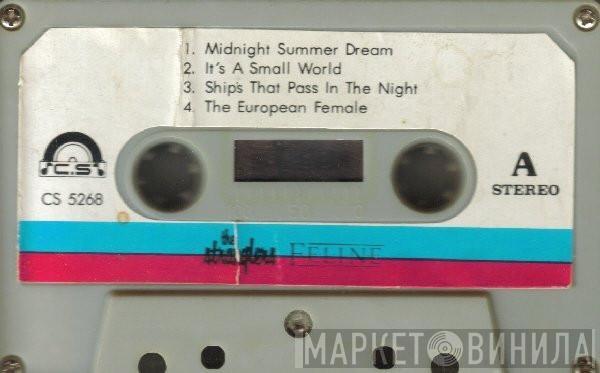 1. Midnight Summer Dream
2. It's A Small World
3. Ship's That Pass In The Night
4. The European Female
C.S
CS 5268
A
STEREO
the stranglers FELINE
МАРКЕТ ВИНИЛА